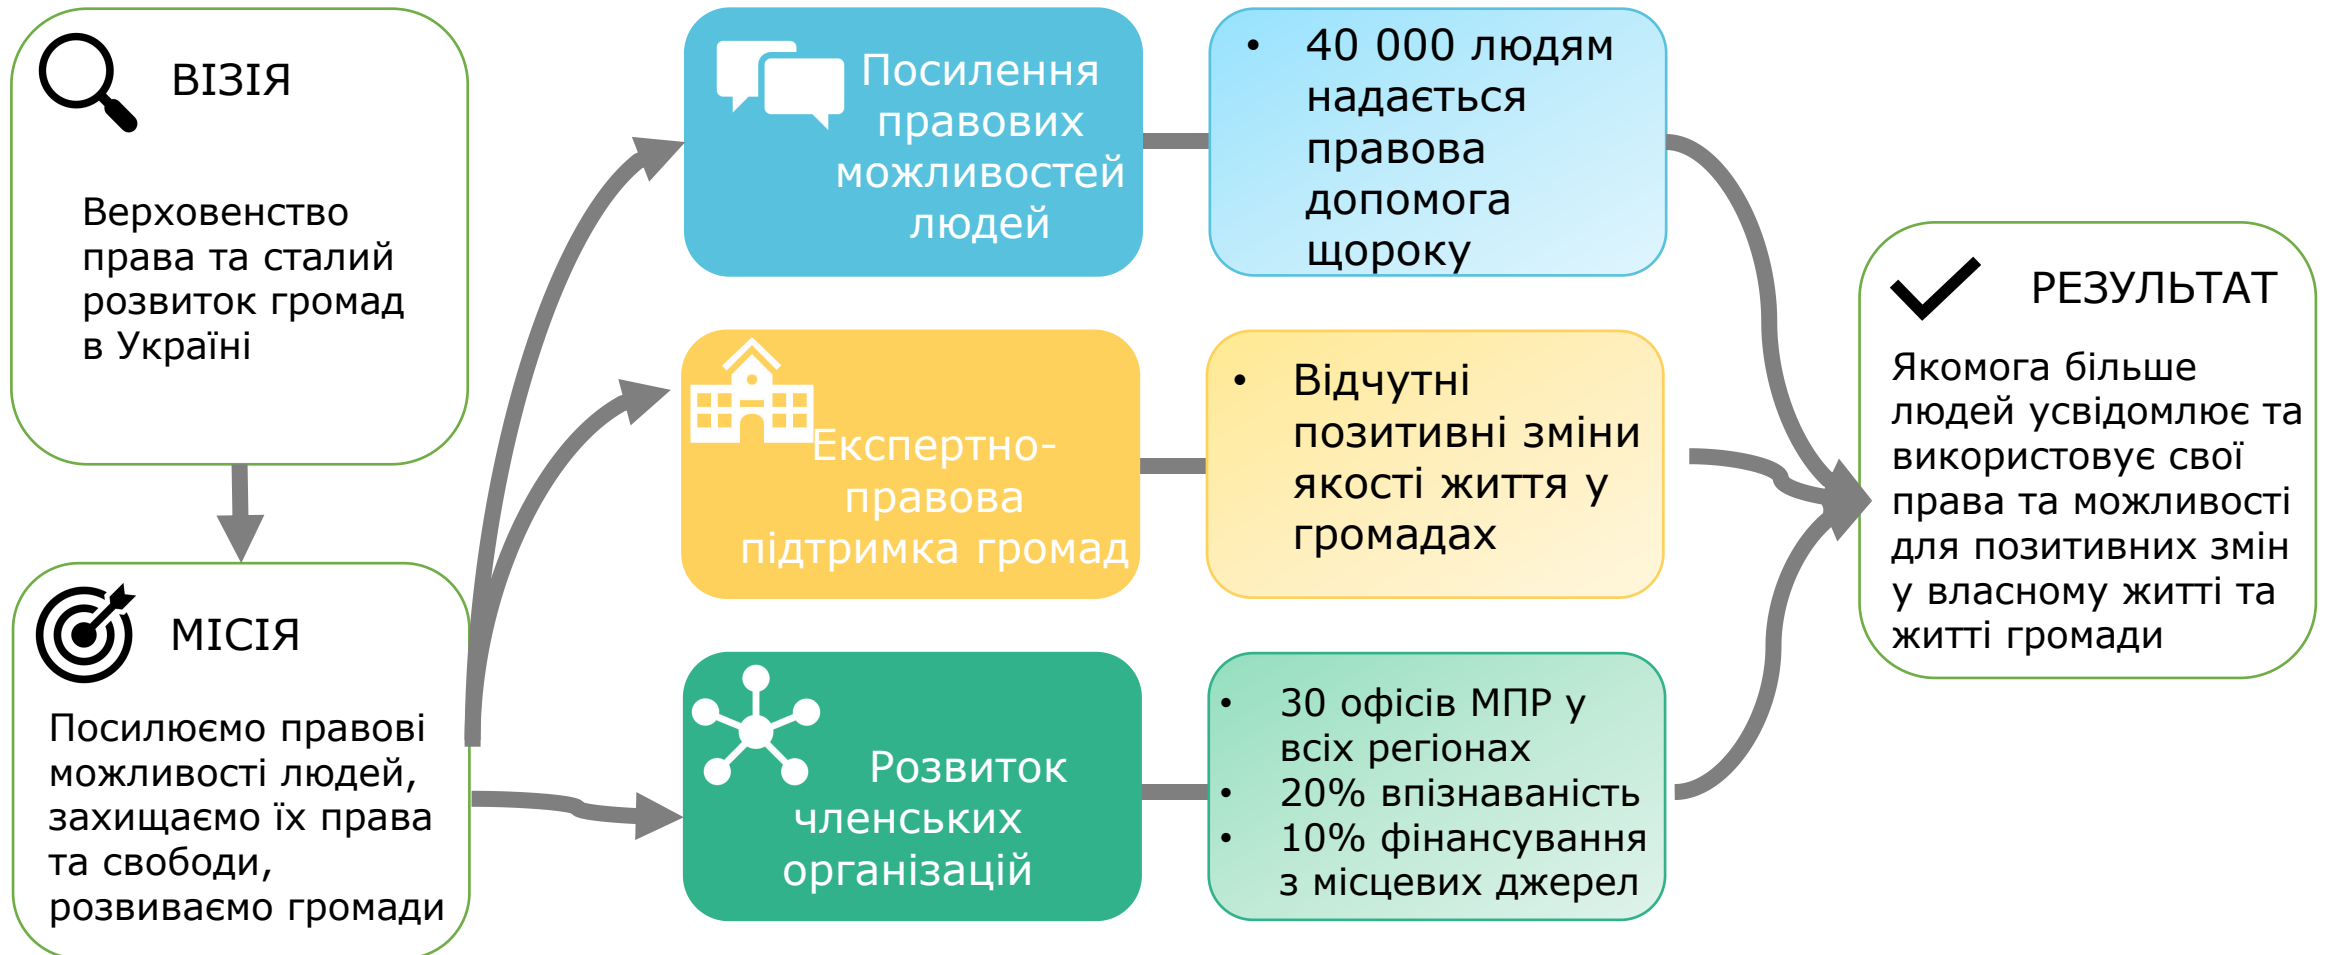 ВІЗІЯ
Верховенство
права та сталий
розвиток громад
в Україні
МІСІЯ
Посилюємо правові
можливості людей,
захищаємо їх права
та свободи,
розвиваємо громади
Посилення
правових
можливостей
людей
• 40 000 людям
надається
правова
допомога
щороку
Експертно-
правова
підтримка громад
• Відчутні
позитивні зміни
якості життя у
громадах
Розвиток
членських
організацій
• 30 офісів МПР у
всіх регіонах
• 20% впізнаваність
• 10% фінансування
з місцевих джерел
РЕЗУЛЬТАТ
Якомога більше
людей усвідомлює та
використовує свої
права та можливості
для позитивних змін
у власному житті та
житті громади